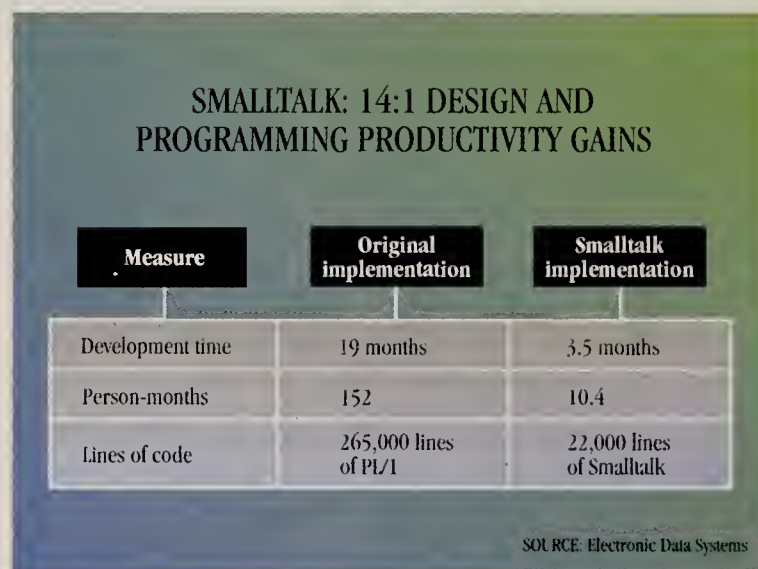 SMALLTALK: 14:1 DESIGN AND
PROGRAMMING PRODUCTIVITY GAINS
Measure
Original
implementation
Smalltalk
implementation
Development time
19 months
3.5 months
Person-months
152
10.4
Lines of code
265,000 lines
of PL/1
22,000 lines
of Smalltalk
SOURCE: Electronic Data Systems